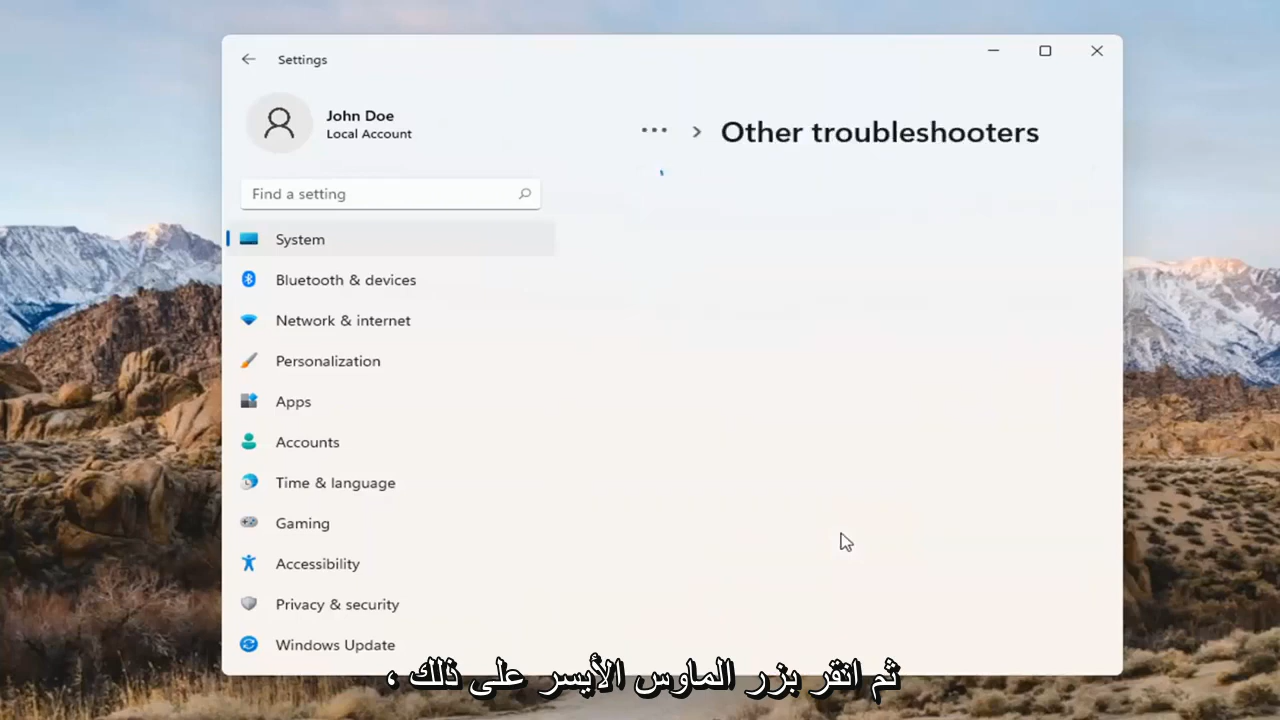 Settings
John Doe
Local Account
Find a setting
System
Bluetooth & devices
Network & internet
Personalization
Apps
Accounts
Time & language
Gaming
Accessibility
Privacy & security
Windows Update
... > Other troubleshooters
ثم انقر بزر الماوس الأيسر على ذلك ،